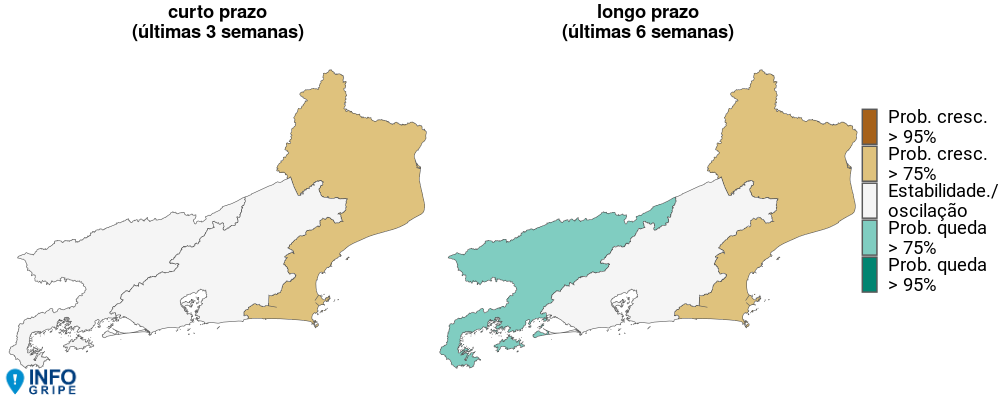 curto prazo
(últimas 3 semanas)
longo prazo
(últimas 6 semanas)
Prob. cresc.
> 95%
Prob. cresc.
> 75%
Estabilidade./
oscilação
Prob. queda
> 75%
Prob. queda
> 95%
INFO
GRIPE